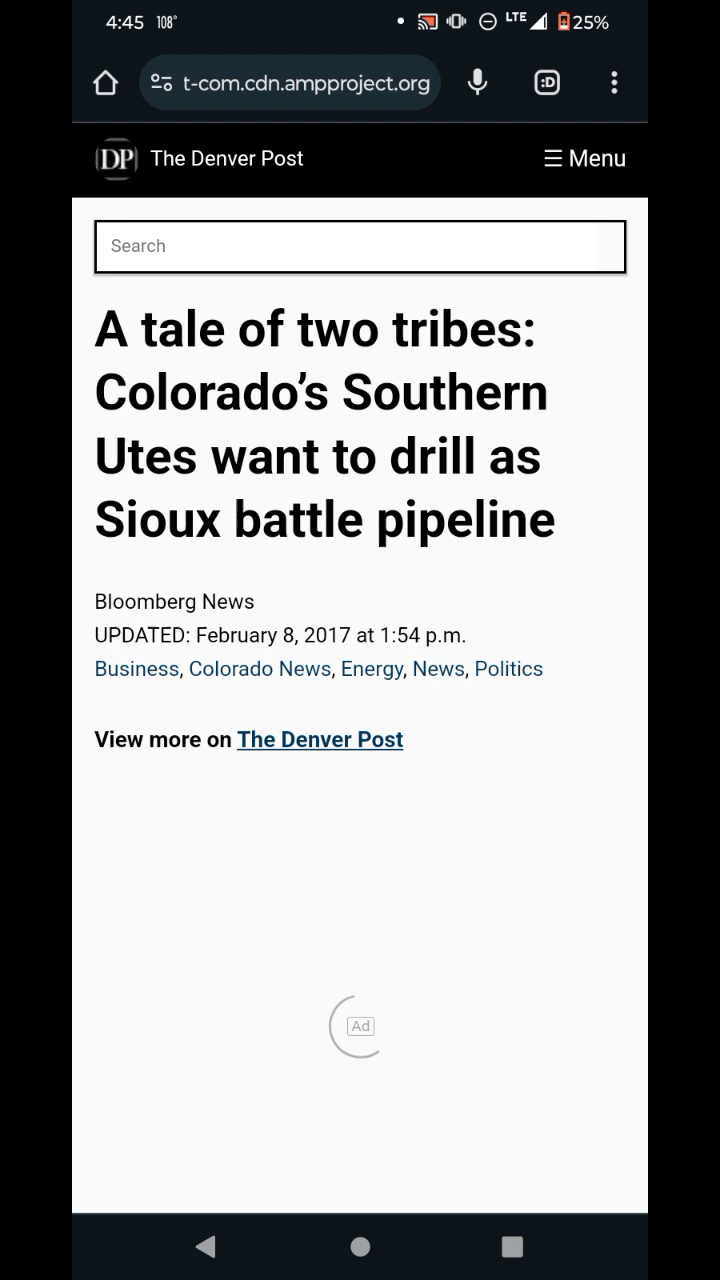 4:45 108° LTE 25%
t-com.cdn.ampproject.org :D
DP The Denver Post ☰ Menu
Search
A tale of two tribes:
Colorado’s Southern
Utes want to drill as
Sioux battle pipeline
Bloomberg News
UPDATED: February 8, 2017 at 1:54 p.m.
Business, Colorado News, Energy, News, Politics
View more on The Denver Post
Ad